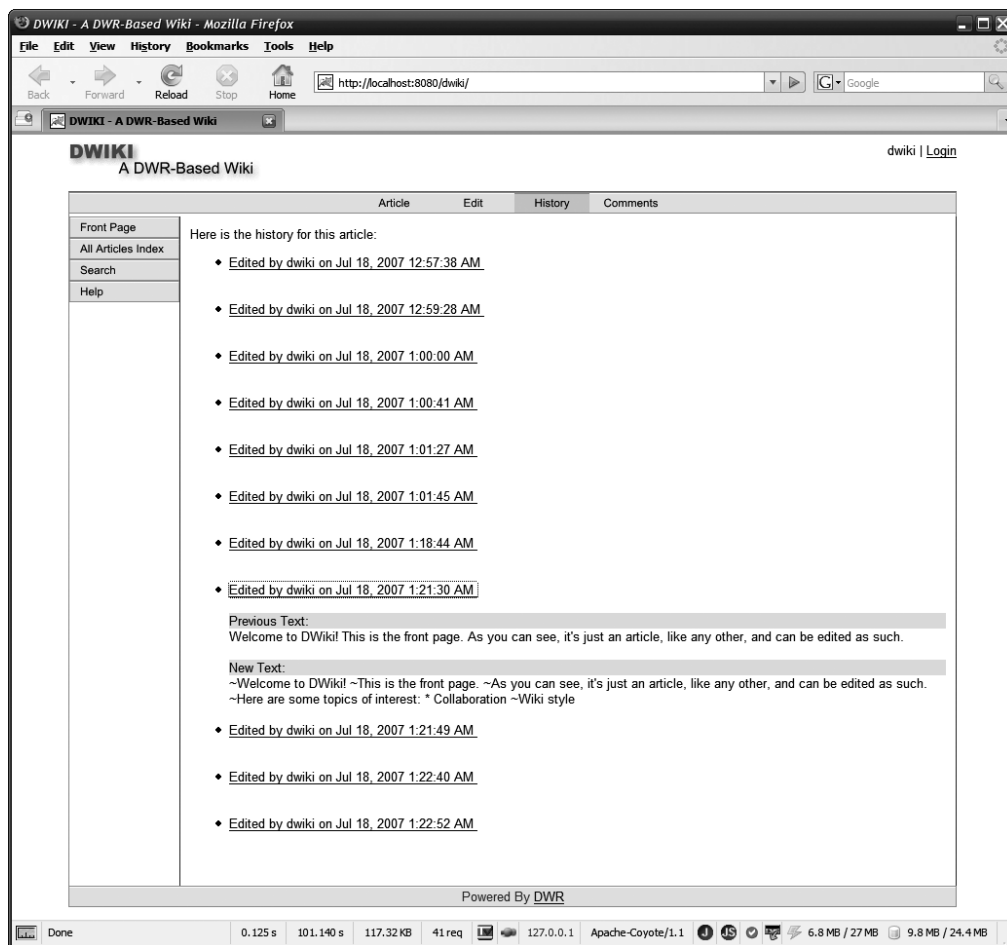 DWIKI - A DWR-Based Wiki - Mozilla Firefox
File Edit View History Bookmarks Tools Help
Back Forward Reload Stop Home http://localhost:8080/dwiki/ G Google
DWIKI - A DWR-Based Wiki
DWIKI
A DWR-Based Wiki
dwiki | Login
Article Edit History Comments
Front Page
All Articles Index
Search
Help
Here is the history for this article:
Edited by dwiki on Jul 18, 2007 12:57:38 AM
Edited by dwiki on Jul 18, 2007 12:59:28 AM
Edited by dwiki on Jul 18, 2007 1:00:00 AM
Edited by dwiki on Jul 18, 2007 1:00:41 AM
Edited by dwiki on Jul 18, 2007 1:01:27 AM
Edited by dwiki on Jul 18, 2007 1:01:45 AM
Edited by dwiki on Jul 18, 2007 1:18:44 AM
Edited by dwiki on Jul 18, 2007 1:21:30 AM
Previous Text:
Welcome to DWiki! This is the front page. As you can see, it's just an article, like any other, and can be edited as such.
New Text:
~Welcome to DWiki! ~This is the front page. ~As you can see, it's just an article, like any other, and can be edited as such.
~Here are some topics of interest: * Collaboration ~Wiki style
Edited by dwiki on Jul 18, 2007 1:21:49 AM
Edited by dwiki on Jul 18, 2007 1:22:40 AM
Edited by dwiki on Jul 18, 2007 1:22:52 AM
Powered By DWR
Done 0.125 s 101.140 s 117.32 KB 41 req 127.0.0.1 Apache-Coyote/1.1 J JS 6.8 MB / 27 MB 9.8 MB / 24.4 MB